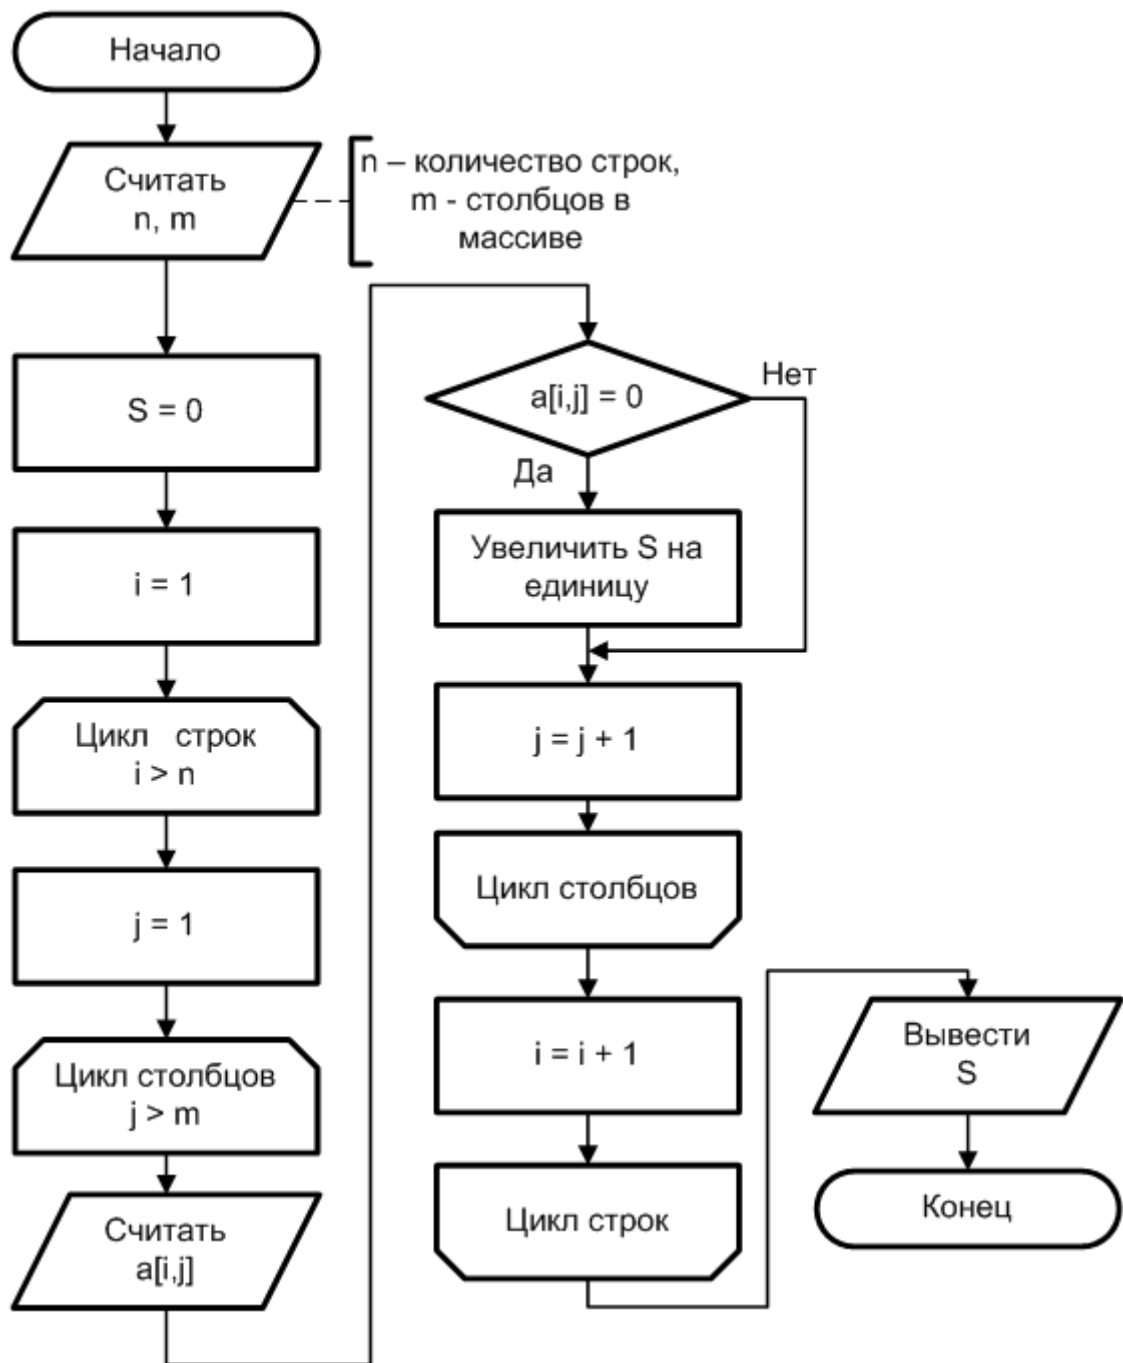 Начало
Считать
n, m
n – количество строк,
m - столбцов в
массиве
S = 0
i = 1
Цикл строк
i > n
j = 1
Цикл столбцов
j > m
Считать
a[i,j]
a[i,j] = 0
Нет
Да
Увеличить S на
единицу
j = j + 1
Цикл столбцов
i = i + 1
Цикл строк
Вывести
S
Конец